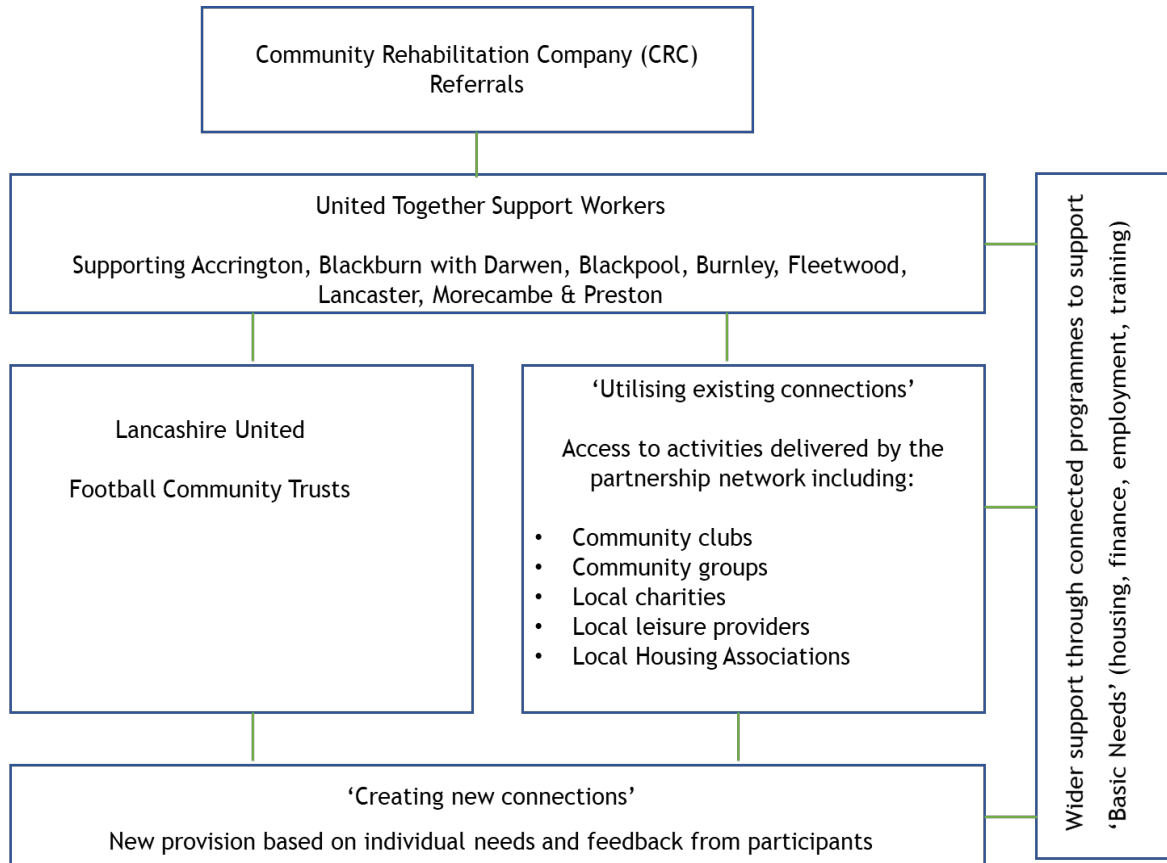 Community Rehabilitation Company (CRC)
Referrals
United Together Support Workers
Supporting Accrington, Blackburn with Darwen, Blackpool, Burnley, Fleetwood,
Lancaster, Morecambe & Preston
Lancashire United
Football Community Trusts
‘Utilising existing connections’
Access to activities delivered by the
partnership network including:
• Community clubs
• Community groups
• Local charities
• Local leisure providers
• Local Housing Associations
‘Creating new connections’
New provision based on individual needs and feedback from participants
Wider support through connected programmes to support
‘Basic Needs’ (housing, finance, employment, training)